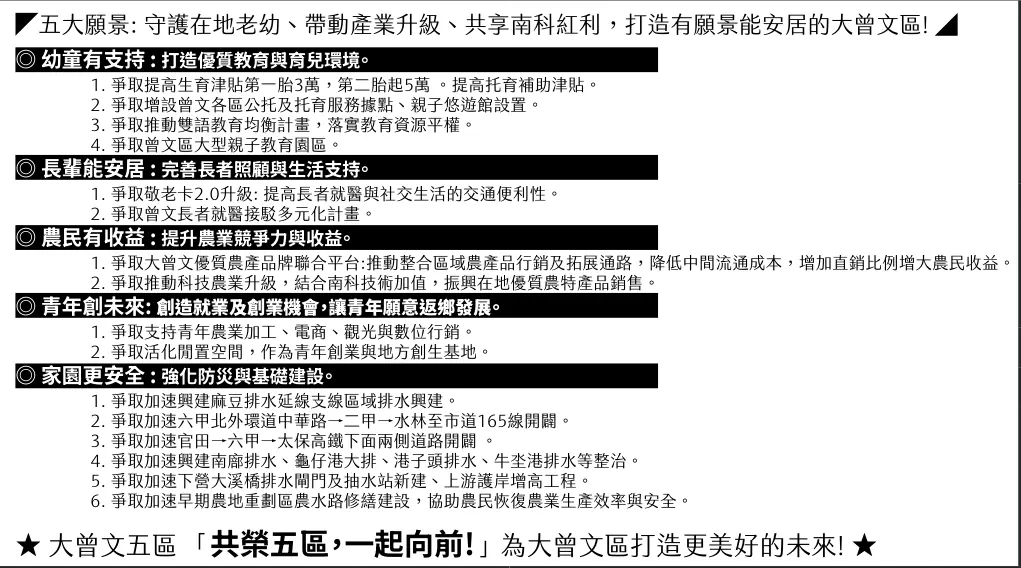 ◤五大願景: 守護在地老幼、帶動產業升級、共享南科紅利，打造有願景能安居的大曾文區! ◢
◎ 幼童有支持 : 打造優質教育與育兒環境。
1. 爭取提高生育津貼第一胎3萬，第二胎起5萬 。提高托育補助津貼。
2. 爭取增設曾文各區公托及托育服務據點、親子悠遊館設置。
3. 爭取推動雙語教育均衡計畫，落實教育資源平權。
4. 爭取曾文區大型親子教育園區。
◎ 長輩能安居 : 完善長者照顧與生活支持。
1. 爭取敬老卡2.0升級: 提高長者就醫與社交生活的交通便利性。
2. 爭取曾文長者就醫接駁多元化計畫。
◎ 農民有收益 : 提升農業競爭力與收益。
1. 爭取大曾文優質農產品牌聯合平台:推動整合區域農產品行銷及拓展通路，降低中間流通成本，增加直銷比例增大農民收益。
2. 爭取推動科技農業升級，結合南科技術加值，振興在地優質農特產品銷售。
◎ 青年創未來: 創造就業及創業機會，讓青年願意返鄉發展。
1. 爭取支持青年農業加工、電商、觀光與數位行銷。
2. 爭取活化閒置空間，作為青年創業與地方創生基地。
◎ 家園更安全 : 強化防災與基礎建設。
1. 爭取加速興建麻豆排水延線支線區域排水興建。
2. 爭取加速六甲北外環道中華路→二甲→水林至市道165線開闢。
3. 爭取加速官田→六甲→太保高鐵下面兩側道路開闢 。
4. 爭取加速興建南廍排水、龜仔港大排、港子頭排水、牛埊港排水等整治。
5. 爭取加速下營大溪橋排水閘門及抽水站新建、上游護岸增高工程。
6. 爭取加速早期農地重劃區農水路修繕建設，協助農民恢復農業生產效率與安全。
★ 大曾文五區 「共榮五區，一起向前!」為大曾文區打造更美好的未來! ★